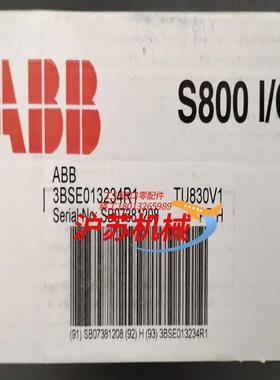 ABB
S800 I/
ABB
3BSE013234R1 TU830V1
Serial No: SB07381208 H
沪苏机械
(91) SB07381208 (92) H (93) 3BSE013234R1